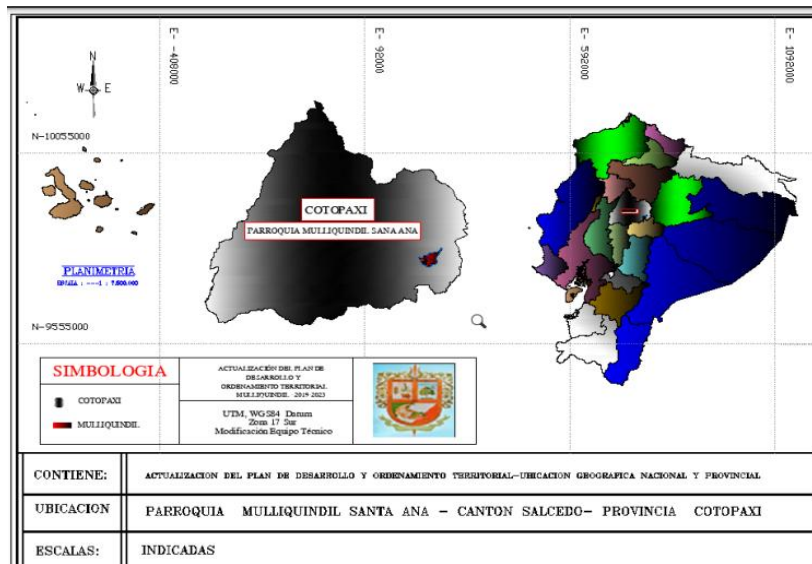 E- -408000
E- 92000
E- 592000
E- 1092000
N
W E
N-10055000
COTOPAXI
PARROQUIA MULLIQUINDIL SANA ANA
PLANIMETRIA
N-9555000
SIMBOLOGIA
COTOPAXI
MULLIQUINDIL
ACTUALIZACIÓN DEL PLAN DE
DESARROLLO Y
ORDENAMIENTO TERRITORIAL
MULLIQUINDIL 2019 2023
UTM, WGS84 Datum
Zona 17 Sur
Modificación Equipo Técnico
CONTIENE:
ACTUALIZACION DEL PLAN DE DESARROLLO Y ORDENAMIENTO TERRITORIAL-UBICACION GEOGRAFICA NACIONAL Y PROVINCIAL
UBICACION
PARROQUIA MULLIQUINDIL SANTA ANA - CANTON SALCEDO- PROVINCIA COTOPAXI
ESCALAS:
INDICADAS